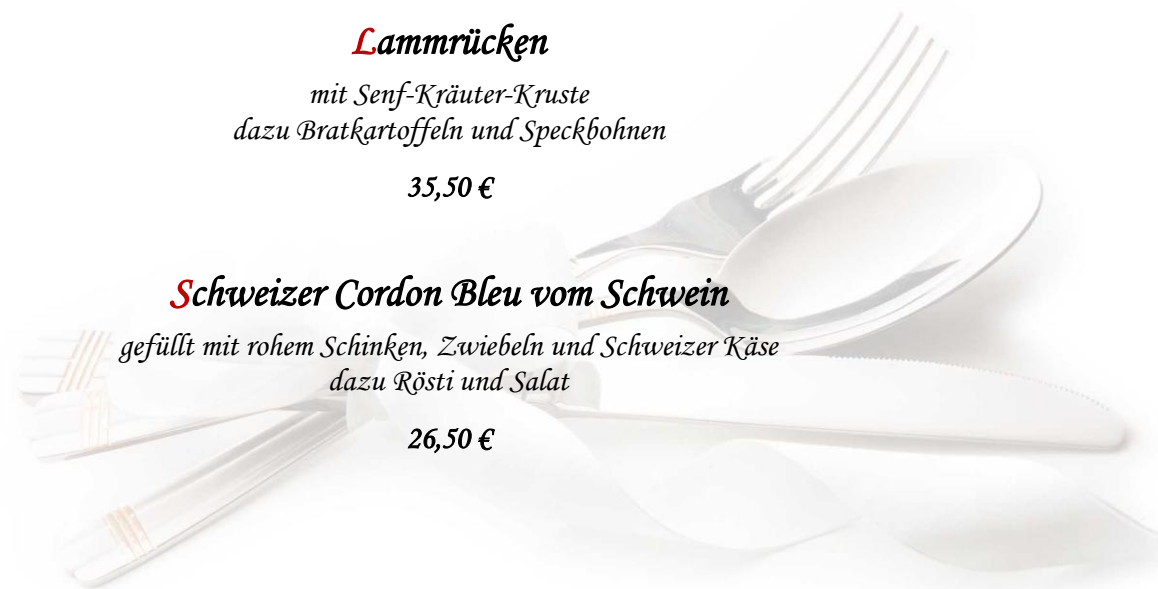 Lammrücken
mit Senf-Kräuter-Kruste
dazu Bratkartoffeln und Speckbohnen
35,50 €
Schweizer Cordon Bleu vom Schwein
gefüllt mit rohem Schinken, Zwiebeln und Schweizer Käse
dazu Rösti und Salat
26,50 €